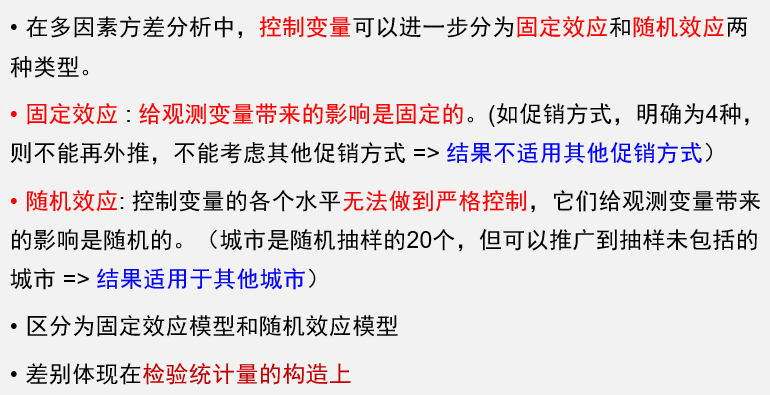 • 在多因素方差分析中，控制变量可以进一步分为固定效应和随机效应两
种类型。
• 固定效应 : 给观测变量带来的影响是固定的。(如促销方式，明确为4种，
则不能再外推，不能考虑其他促销方式 => 结果不适用其他促销方式）
• 随机效应: 控制变量的各个水平无法做到严格控制，它们给观测变量带来
的影响是随机的。（城市是随机抽样的20个，但可以推广到抽样未包括的
城市 => 结果适用于其他城市）
• 区分为固定效应模型和随机效应模型
• 差别体现在检验统计量的构造上